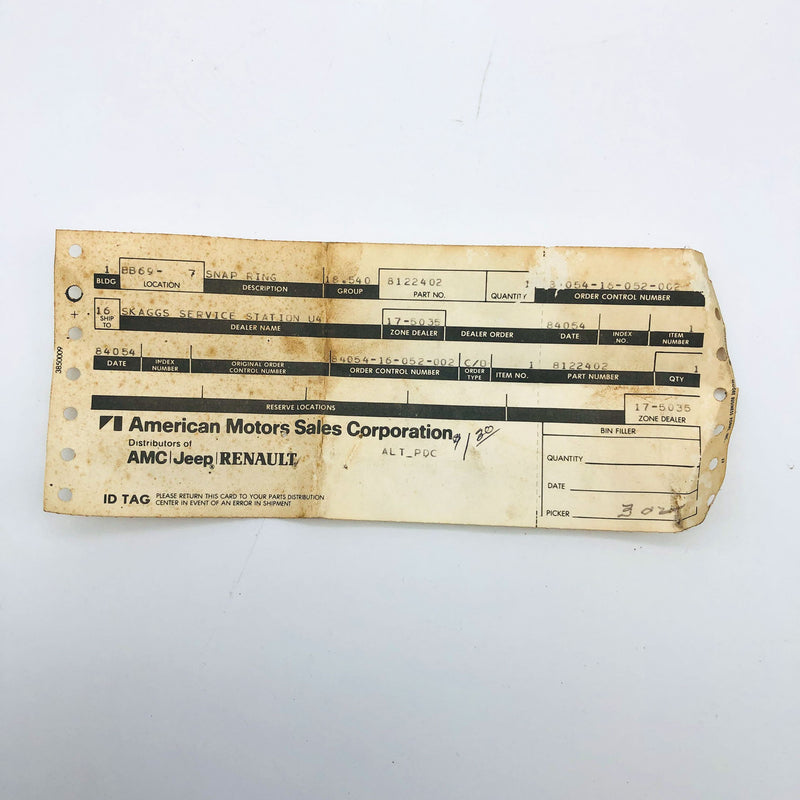 1 BB69- 7 SNAP RING 18.540 8122402 1 054-16-052-002
BLDG LOCATION DESCRIPTION GROUP PART NO. QUANTITY ORDER CONTROL NUMBER
16 SKAGGS SERVICE STATION U4 17-5035 84054 1
SHIP TO DEALER NAME ZONE DEALER DEALER ORDER DATE INDEX NO. ITEM NUMBER
84054 84054-16-052-002 C/O 1 8122402 1
DATE INDEX NUMBER ORIGINAL ORDER CONTROL NUMBER ORDER CONTROL NUMBER ORDER TYPE ITEM NO. PART NUMBER QTY
RESERVE LOCATIONS 17-5035
ZONE DEALER
American Motors Sales Corporation $1.20
Distributors of
AMC|Jeep|RENAULT
ALT_PDC
BIN FILLER
QUANTITY
DATE
PICKER
ID TAG PLEASE RETURN THIS CARD TO YOUR PARTS DISTRIBUTION
CENTER IN EVENT OF AN ERROR IN SHIPMENT
3850009